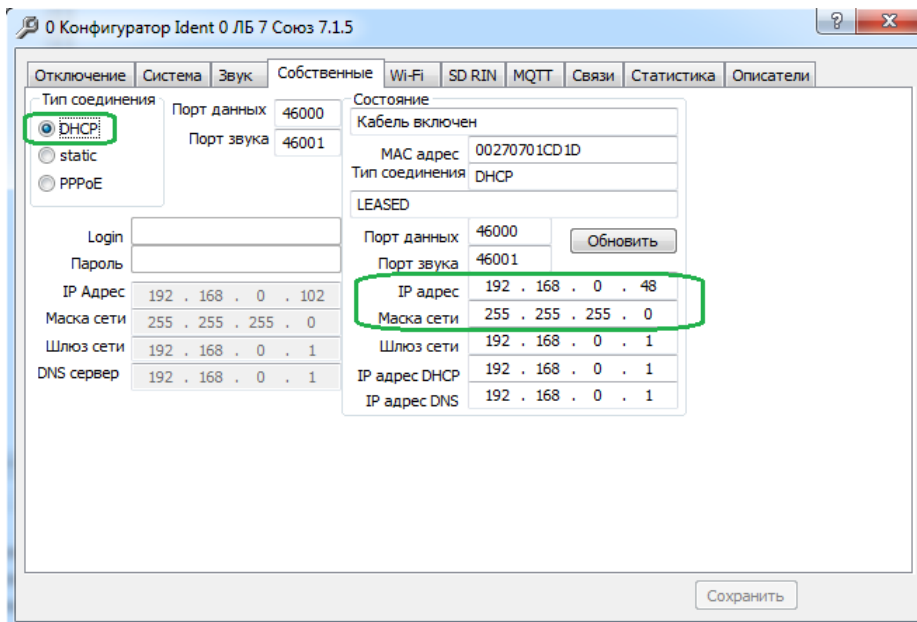 0 Конфигуратор Ident 0 ЛБ 7 Союз 7.1.5
Отключение Система Звук Собственные Wi-Fi SD RIN MQTT Связи Статистика Описатели
Тип соединения
DHCP
static
PPPoE
Порт данных 46000
Порт звука 46001
Login
Пароль
IP Адрес 192 . 168 . 0 . 102
Маска сети 255 . 255 . 255 . 0
Шлюз сети 192 . 168 . 0 . 1
DNS сервер 192 . 168 . 0 . 1
Состояние
Кабель включен
MAC адрес 00270701CD1D
Тип соединения DHCP
LEASED
Порт данных 46000
Порт звука 46001
Обновить
IP адрес 192 . 168 . 0 . 48
Маска сети 255 . 255 . 255 . 0
Шлюз сети 192 . 168 . 0 . 1
IP адрес DHCP 192 . 168 . 0 . 1
IP адрес DNS 192 . 168 . 0 . 1
Сохранить